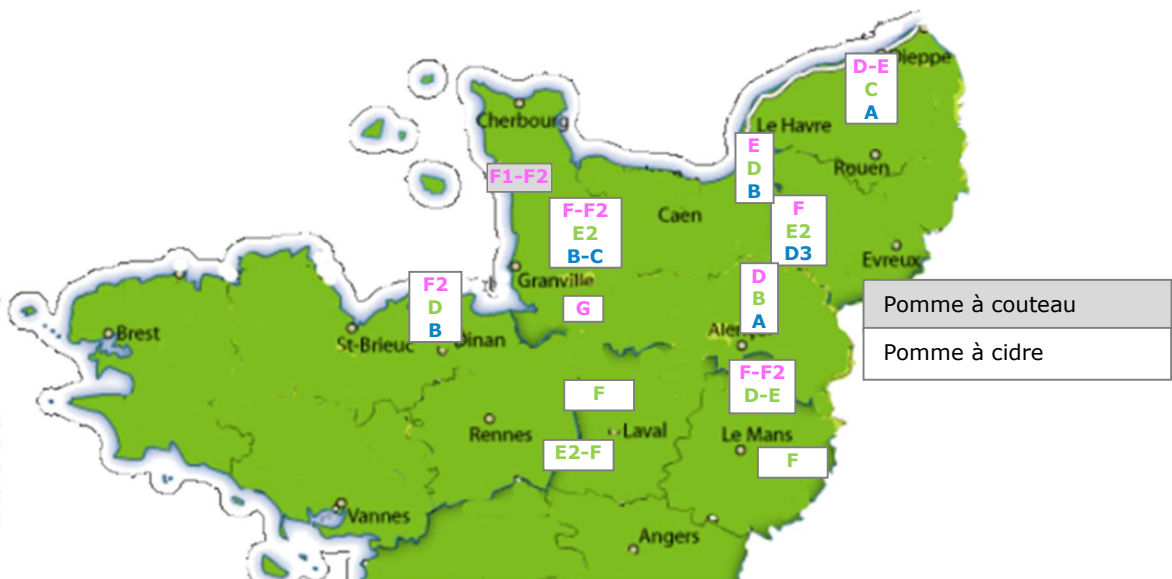 Dieppe
D-E
C
A
Cherbourg
Le Havre
E
D
B
Rouen
F1-F2
F-F2
E2
B-C
Caen
F
E2
D3
Evreux
Granville
F2
D
B
G
D
B
A
Pomme à couteau
Pomme à cidre
Brest
St-Brieuc
Dinan
F-F2
D-E
F
Rennes
Laval
Le Mans
E2-F
F
Vannes
Angers